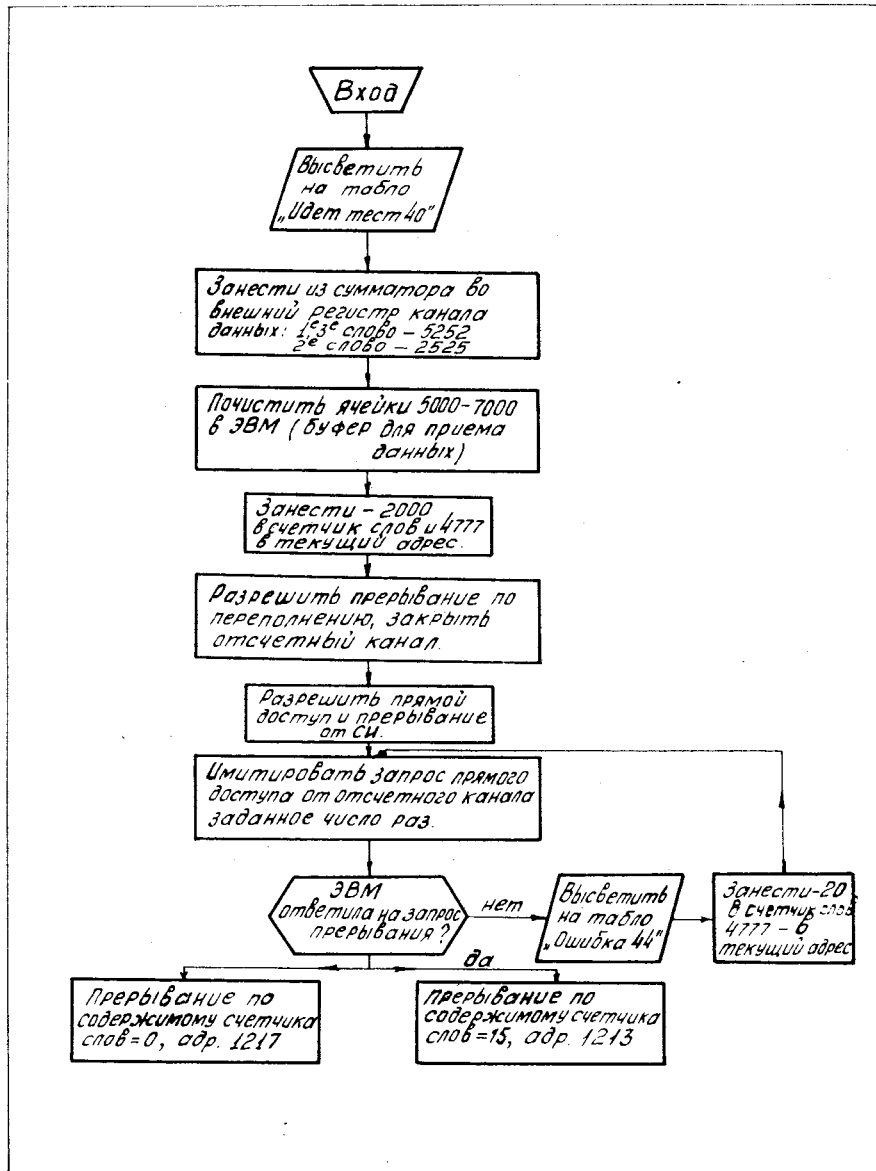 Вход
Высветить
на табло
„Идет тест 40"
Занести из сумматора во
внешний регистр канала
данных: 1е,3е слово – 5252
2е слово – 2525
Почистить ячейки 5000–7000
в ЭВМ (буфер для приема
данных)
Занести – 2000
в счетчик слов и 4777
в текущий адрес.
Разрешить прерывание по
переполнению, закрыть
отсчетный канал.
Разрешить прямой
доступ и прерывание
от СИ.
Имитировать запрос прямого
доступа от отсчетного канала
заданное число раз.
ЭВМ
ответила на запрос
прерывания?
нет
Высветить
на табло
„Ошибка 44"
Занести-20
в счетчик слов
4777 – в
текущий адрес
да
Прерывание по
содержимому счетчика
слов=0, адр. 1217
прерывание по
содержимому счетчика
слов=15, адр. 1213